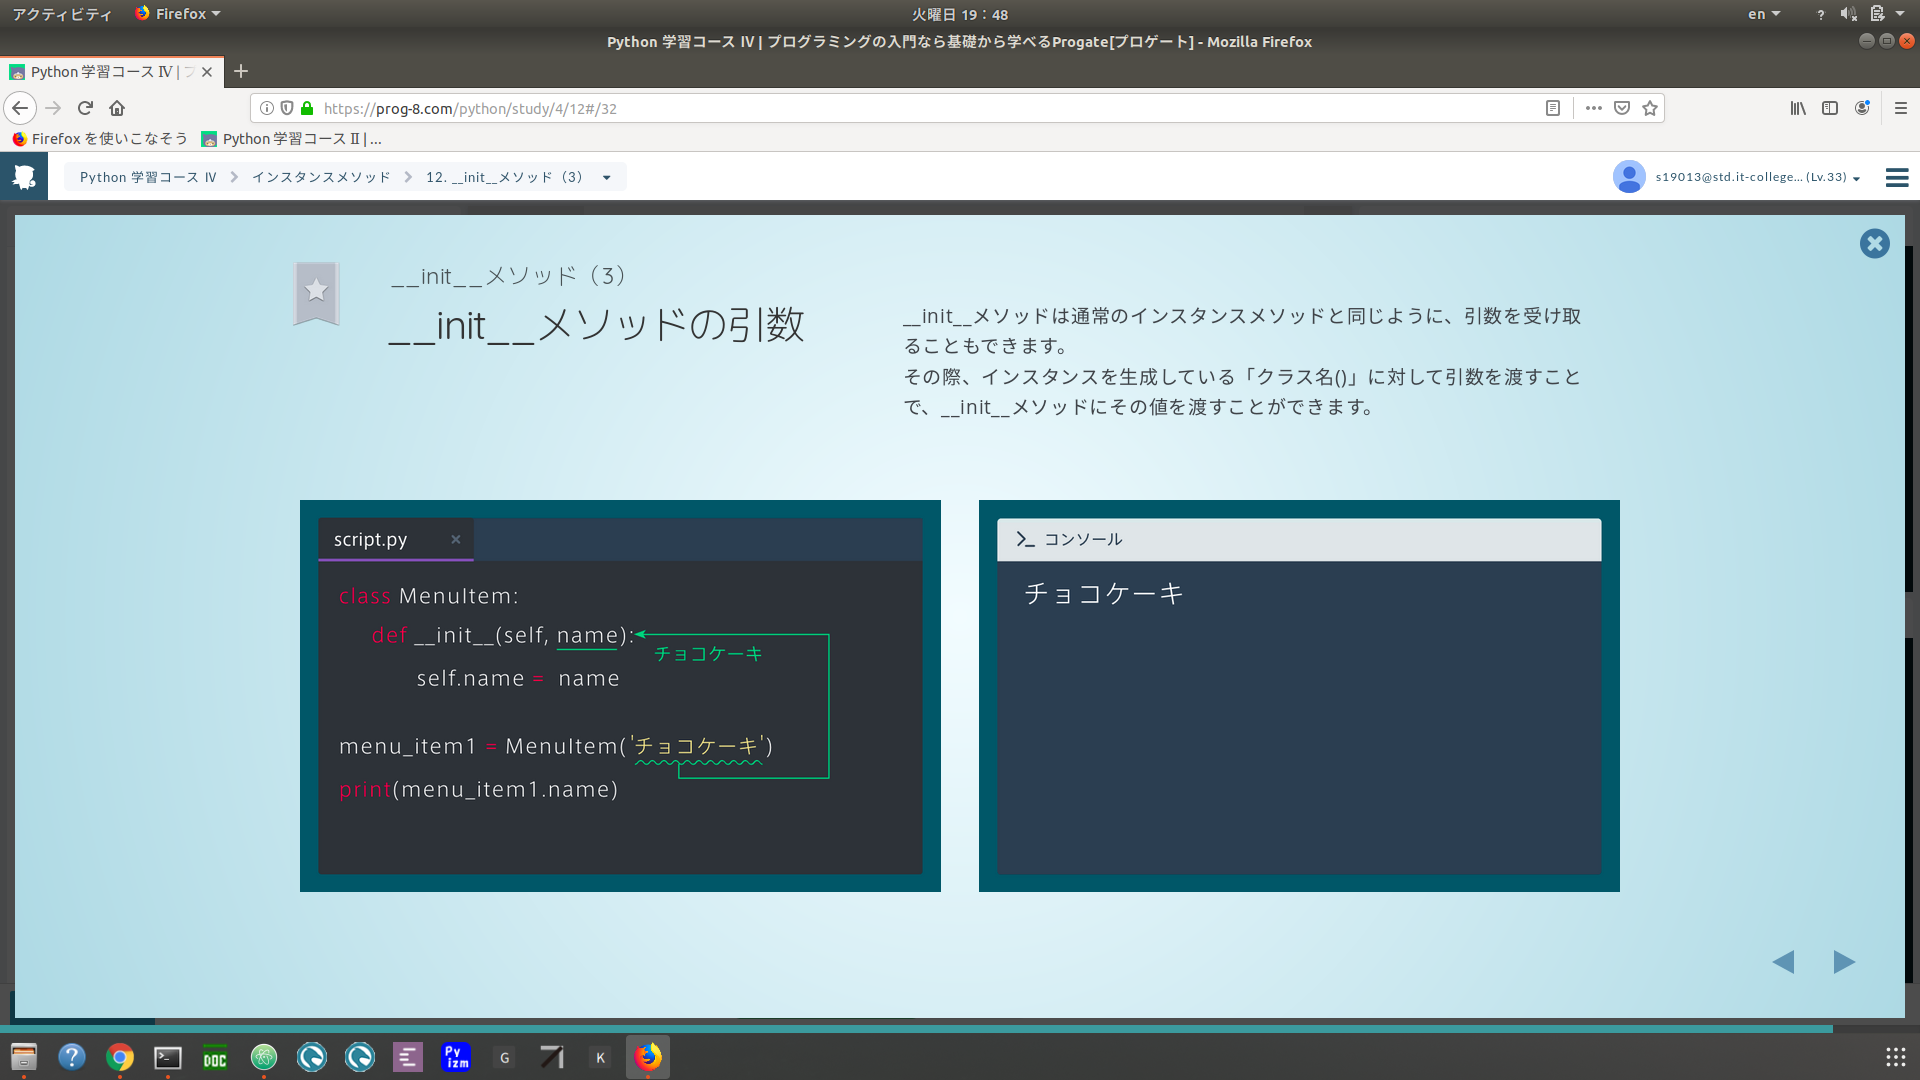 アクティビティ
Firefox
火曜日 19：48
en
Python 学習コース Ⅳ | プログラミングの入門なら基礎から学べるProgate[プロゲート] - Mozilla Firefox
Python 学習コース Ⅳ |
https://prog-8.com/python/study/4/12#/32
Firefox を使いこなそう
Python 学習コース Ⅱ | ...
Python 学習コース Ⅳ
インスタンスメソッド
12. __init__メソッド（3）
s19013@std.it-college... (Lv.33)
__init__メソッド（3）
__init__メソッドの引数
__init__メソッドは通常のインスタンスメソッドと同じように、引数を受け取
ることもできます。
その際、インスタンスを生成している「クラス名()」に対して引数を渡すこと
で、__init__メソッドにその値を渡すことができます。
script.py
class MenuItem:
def __init__(self, name):
チョコケーキ
self.name = name
menu_item1 = MenuItem('チョコケーキ')
print(menu_item1.name)
コンソール
チョコケーキ
DOC
Py
izm
G
K